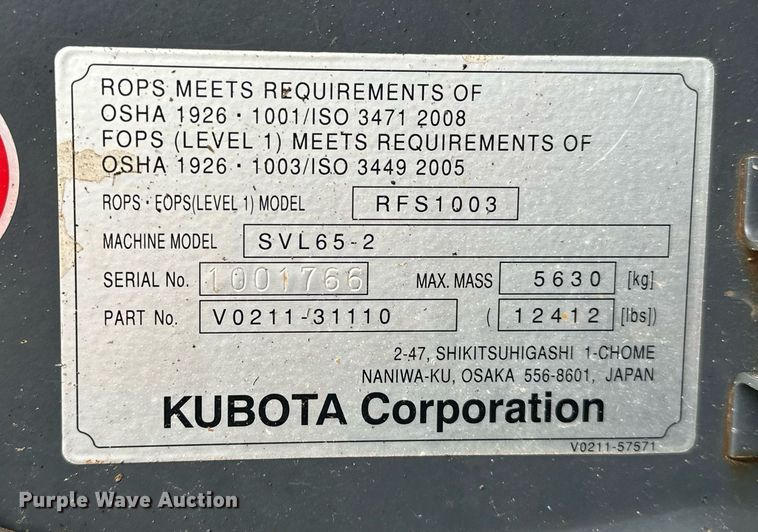 ROPS MEETS REQUIREMENTS OF
OSHA 1926・1001/ISO 3471 2008
FOPS (LEVEL 1) MEETS REQUIREMENTS OF
OSHA 1926・1003/ISO 3449 2005
ROPS・FOPS(LEVEL 1) MODEL RFS1003
MACHINE MODEL SVL65-2
SERIAL No. 1001766 MAX. MASS 5630 [kg]
PART No. V0211-31110 (12412 [lbs])
2-47, SHIKITSUHIGASHI 1-CHOME
NANIWA-KU, OSAKA 556-8601, JAPAN
KUBOTA Corporation
V0211-57571
Purple Wave Auction